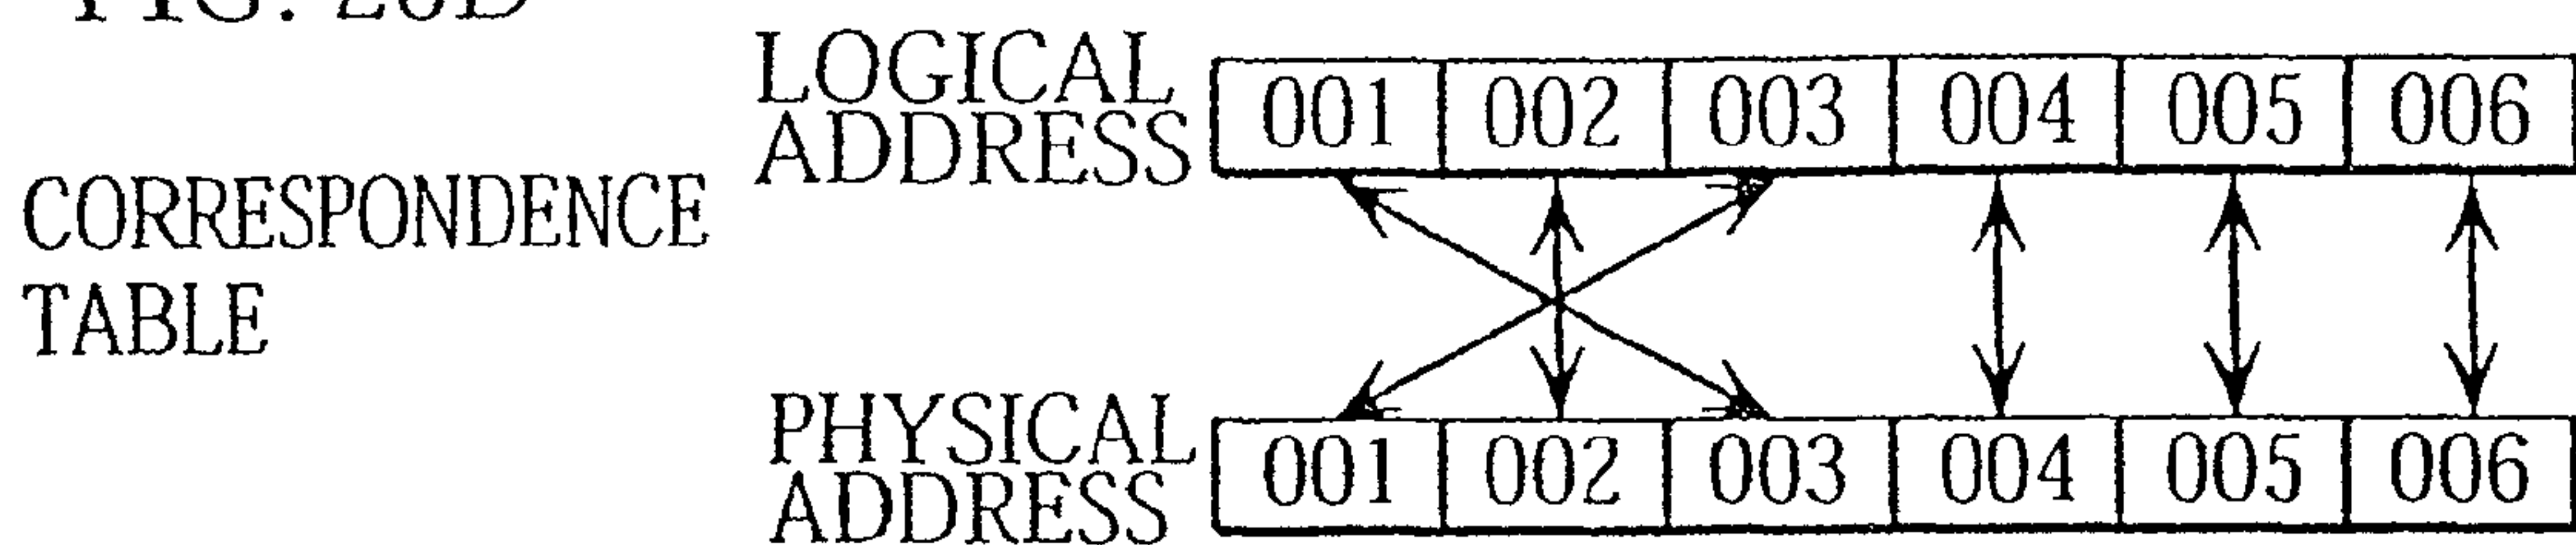 LOGICAL
ADDRESS
001 002 003 004 005 006
CORRESPONDENCE
TABLE
PHYSICAL
ADDRESS
001 002 003 004 005 006